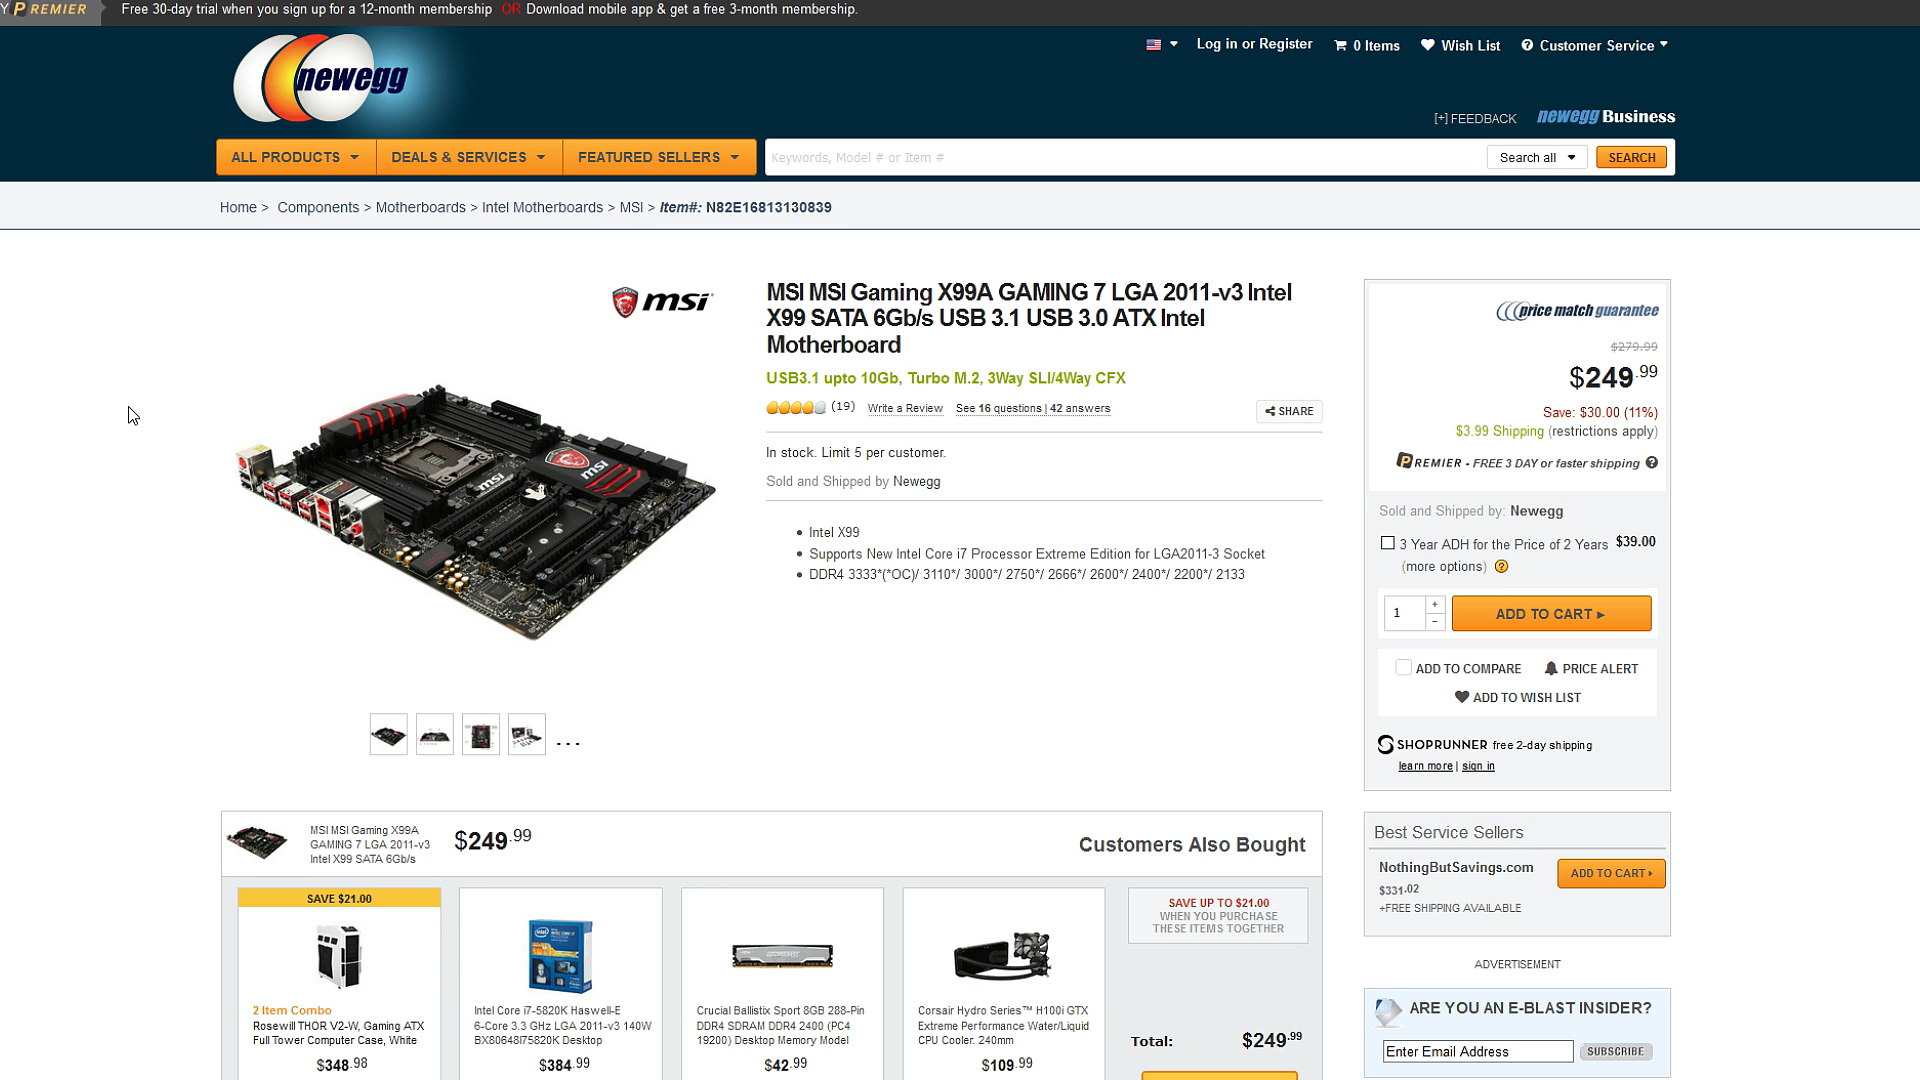 Y PREMIER Free 30-day trial when you sign up for a 12-month membership OR Download mobile app & get a free 3-month membership.
newegg
Log in or Register 0 Items Wish List Customer Service
[+] FEEDBACK newegg Business
ALL PRODUCTS DEALS & SERVICES FEATURED SELLERS Keywords, Model # or Item # Search all SEARCH
Home > Components > Motherboards > Intel Motherboards > MSI > Item#: N82E16813130839
msi
MSI MSI Gaming X99A GAMING 7 LGA 2011-v3 Intel
X99 SATA 6Gb/s USB 3.1 USB 3.0 ATX Intel
Motherboard
USB3.1 upto 10Gb, Turbo M.2, 3Way SLI/4Way CFX
(19) Write a Review See 16 questions | 42 answers SHARE
In stock. Limit 5 per customer.
Sold and Shipped by Newegg
Intel X99
Supports New Intel Core i7 Processor Extreme Edition for LGA2011-3 Socket
DDR4 3333*(*OC)/ 3110*/ 3000*/ 2750*/ 2666*/ 2600*/ 2400*/ 2200*/ 2133
msi
msi
...
price match guarantee
$279.99
$249.99
Save: $30.00 (11%)
$3.99 Shipping (restrictions apply)
PREMIER - FREE 3 DAY or faster shipping
Sold and Shipped by: Newegg
3 Year ADH for the Price of 2 Years $39.00
(more options)
1 + - ADD TO CART
ADD TO COMPARE PRICE ALERT
ADD TO WISH LIST
SHOPRUNNER free 2-day shipping
learn more | sign in
MSI MSI Gaming X99A
GAMING 7 LGA 2011-v3
Intel X99 SATA 6Gb/s
$249.99
Customers Also Bought
SAVE $21.00
2 Item Combo
Rosewill THOR V2-W, Gaming ATX
Full Tower Computer Case, White
$348.98
Intel Core i7-5820K Haswell-E
6-Core 3.3 GHz LGA 2011-v3 140W
BX80648I75820K Desktop
$384.99
Crucial Ballistix Sport 8GB 288-Pin
DDR4 SDRAM DDR4 2400 (PC4
19200) Desktop Memory Model
$42.99
Corsair Hydro Series™ H100i GTX
Extreme Performance Water/Liquid
CPU Cooler. 240mm
$109.99
SAVE UP TO $21.00
WHEN YOU PURCHASE
THESE ITEMS TOGETHER
Total: $249.99
Best Service Sellers
NothingButSavings.com ADD TO CART
$331.02
+FREE SHIPPING AVAILABLE
ADVERTISEMENT
ARE YOU AN E-BLAST INSIDER?
Enter Email Address SUBSCRIBE